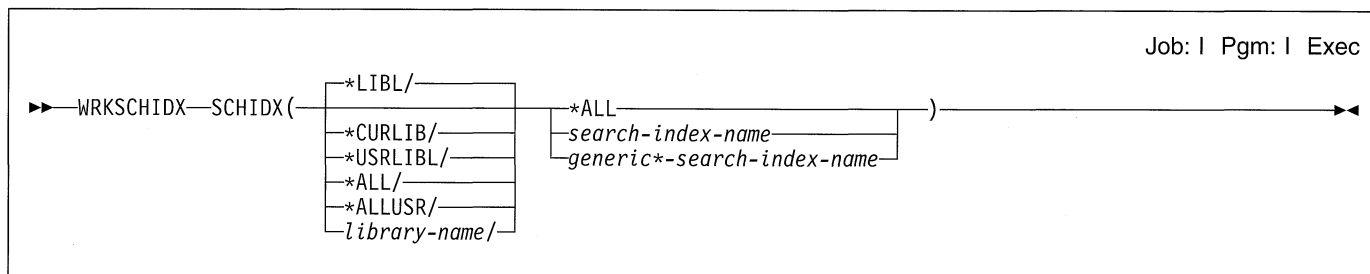 Job: I Pgm: I Exec
*LIBL/
WRKSCHIDX SCHIDX( *ALL )
*CURLIB/ search-index-name
*USRLIBL/ generic*-search-index-name
*ALL/
*ALLUSR/
library-name/